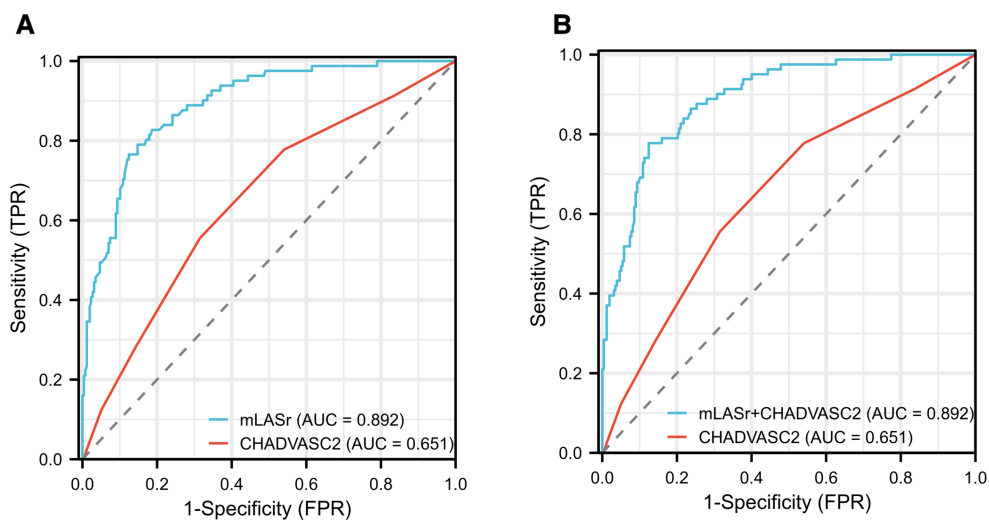 A
1.0
0.8
0.6
0.4
0.2
0.0
Sensitivity (TPR)
mLASr (AUC = 0.892)
CHADVASC2 (AUC = 0.651)
0.0 0.2 0.4 0.6 0.8 1.0
1-Specificity (FPR)
B
1.0
0.8
0.6
0.4
0.2
0.0
Sensitivity (TPR)
mLASr+CHADVASC2 (AUC = 0.892)
CHADVASC2 (AUC = 0.651)
0.0 0.2 0.4 0.6 0.8 1.0
1-Specificity (FPR)